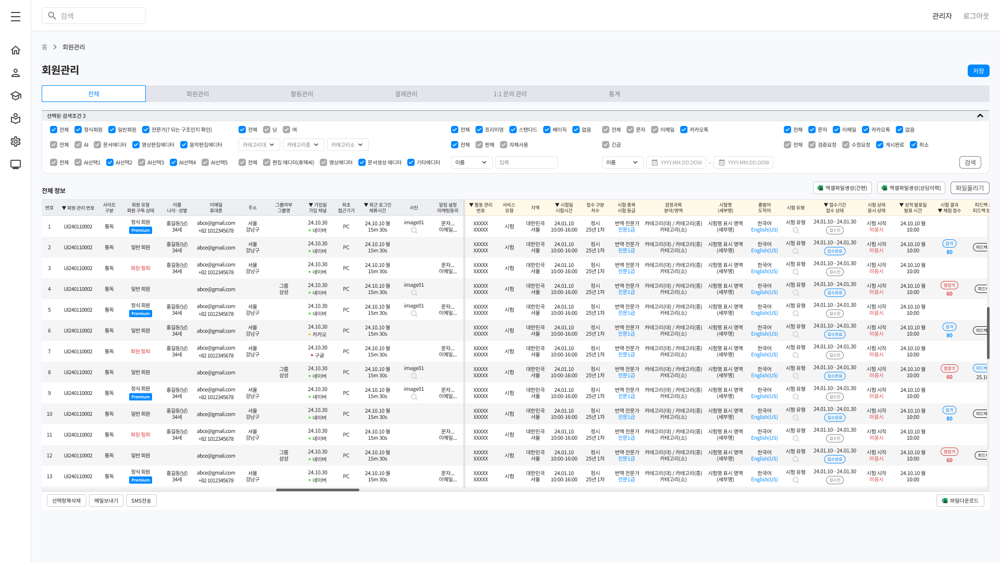 검색
관리자 로그아웃
홈 > 회원관리
회원관리
저장
전체 회원관리 활동관리 결제관리 1:1 문의 관리 통계
선택된 검색조건 3
전체 정식회원 일반회원 전문가(? 되는 구조인지 확인) 전체 남 여 전체 프리미엄 스탠다드 베이직 없음 전체 문자 이메일 카카오톡 전체 문자 이메일 카카오톡 없음
전체 AI 문서에디터 영상편집에디터 음악편집에디터 카테고리대 카테고리중 카테고리소 전체 판매 자체사용 긴급 전체 검증요청 수정요청 게시완료 취소
전체 AI선택1 AI선택2 AI선택3 AI선택4 AI선택5 전체 편집 에디터(휴텍씨) 영상에디터 문서생성 에디터 기타에디터 이름 입력 이름 YYYY.MM.DD.DOW - YYYY.MM.DD.DOW 검색
전체 정보
엑셀파일생성(간편) 엑셀파일생성(상담이력) 파일올리기
번호 ▼회원 관리 번호 사이트 구분 회원 유형 회원 구독 상태 이름 나이·성별 이메일 휴대폰 주소 그룹여부 그룹명 ▼가입일 가입 채널 최초 접근기기 ▼최근 로그인 체류시간 사진 알림 설정 마케팅동의 ▼활동 관리 번호 서비스 유형 지역 ▼시험일 시험시간 접수 구분 차수 시험 종목 시험 등급 검정과목 분야/영역 시험명 (세부명) 출발어 도착어 시험 유형 ▼접수기간 접수 상태 시험 상태 응시 상태 ▼성적 발표일 발표 시간 시험 결과 ▼채점 점수 피드백 피드백
1 UI240110002 통독 정식 회원 Premium 홍길동(남) 34세 abce@gmail.com +82 1012345678 서울 강남구 24.10.30 네이버 PC 24.10.10 월 15m 30s image01 문자... 이메일... XXXXX XXXXX 시험 대한민국 서울 24.01.10 10:00-16:00 정시 25년 1차 번역 전문가 전문1급 카테고리(대) / 카테고리(중) 카테고리(소) 시험명 표시 영역 (세부명) 한국어 English(US) 시험 유형 24.01.10 - 24.01.30 접수전 시험 시작 미응시 24.10.10 월 10:00
2 UI240110002 통독 일반 회원 홍길동(남) 34세 abce@gmail.com 서울 강남구 24.10.30 네이버 PC 24.10.10 월 15m 30s XXXXX XXXXX 시험 대한민국 서울 24.01.10 10:00-16:00 정시 25년 1차 번역 전문가 전문1급 카테고리(대) / 카테고리(중) 카테고리(소) 시험명 표시 영역 (세부명) 한국어 English(US) 시험 유형 24.01.10 - 24.01.30 접수완료 시험 시작 미응시 24.10.10 월 10:00 합격 80 피드백
3 UI240110002 통독 회원 탈퇴 홍길동(남) 34세 abce@gmail.com +82 1012345678 서울 강남구 24.10.30 네이버 PC 24.10.10 월 15m 30s 문자... 이메일... XXXXX XXXXX 시험 대한민국 서울 24.01.10 10:00-16:00 정시 25년 1차 번역 전문가 전문1급 카테고리(대) / 카테고리(중) 카테고리(소) 시험명 표시 영역 (세부명) 한국어 English(US) 시험 유형 24.01.10 - 24.01.30 접수전 시험 시작 미응시 24.10.10 월 10:00
4 UI240110002 통독 일반 회원 abce@gmail.com 그룹 삼성 24.10.30 네이버 PC 24.10.10 월 15m 30s image01 XXXXX XXXXX 시험 대한민국 서울 24.01.10 10:00-16:00 정시 25년 1차 번역 전문가 전문1급 카테고리(대) / 카테고리(중) 카테고리(소) 시험명 표시 영역 (세부명) 한국어 English(US) 시험 유형 24.01.10 - 24.01.30 접수완료 시험 시작 미응시 24.10.10 월 10:00 불합격 60
5 UI240110002 통독 정식 회원 Premium 홍길동(남) 34세 abce@gmail.com +82 1012345678 서울 강남구 24.10.30 네이버 PC 24.10.10 월 15m 30s image01 문자... 이메일... XXXXX XXXXX 시험 대한민국 서울 24.01.10 10:00-16:00 정시 25년 1차 번역 전문가 전문1급 카테고리(대) / 카테고리(중) 카테고리(소) 시험명 표시 영역 (세부명) 한국어 English(US) 시험 유형 24.01.10 - 24.01.30 접수전 시험 시작 미응시 24.10.10 월 10:00
6 UI240110002 통독 일반 회원 홍길동(남) 34세 abce@gmail.com 서울 강남구 24.10.30 카카오 PC 24.10.10 월 15m 30s XXXXX XXXXX 시험 대한민국 서울 24.01.10 10:00-16:00 정시 25년 1차 번역 전문가 전문1급 카테고리(대) / 카테고리(중) 카테고리(소) 시험명 표시 영역 (세부명) 한국어 English(US) 시험 유형 24.01.10 - 24.01.30 접수완료 시험 시작 미응시 24.10.10 월 10:00 합격 80 피드백
7 UI240110002 통독 회원 탈퇴 홍길동(남) 34세 abce@gmail.com +82 1012345678 서울 강남구 24.10.30 구글 PC 24.10.10 월 15m 30s 문자... 이메일... XXXXX XXXXX 시험 대한민국 서울 24.01.10 10:00-16:00 정시 25년 1차 번역 전문가 전문1급 카테고리(대) / 카테고리(중) 카테고리(소) 시험명 표시 영역 (세부명) 한국어 English(US) 시험 유형 24.01.10 - 24.01.30 접수전 시험 시작 미응시 24.10.10 월 10:00
8 UI240110002 통독 일반 회원 abce@gmail.com 그룹 삼성 24.10.30 네이버 PC 24.10.10 월 15m 30s image01 XXXXX XXXXX 시험 대한민국 서울 24.01.10 10:00-16:00 정시 25년 1차 번역 전문가 전문1급 카테고리(대) / 카테고리(중) 카테고리(소) 시험명 표시 영역 (세부명) 한국어 English(US) 시험 유형 24.01.10 - 24.01.30 접수완료 시험 시작 미응시 24.10.10 월 10:00 불합격 60 피드백
9 UI240110002 통독 정식 회원 Premium 홍길동(남) 34세 abce@gmail.com +82 1012345678 서울 강남구 24.10.30 네이버 PC 24.10.10 월 15m 30s image01 문자... 이메일... XXXXX XXXXX 시험 대한민국 서울 24.01.10 10:00-16:00 정시 25년 1차 번역 전문가 전문1급 카테고리(대) / 카테고리(중) 카테고리(소) 시험명 표시 영역 (세부명) 한국어 English(US) 시험 유형 24.01.10 - 24.01.30 접수전 시험 시작 미응시 24.10.10 월 10:00
10 UI240110002 통독 일반 회원 홍길동(남) 34세 abce@gmail.com 서울 강남구 24.10.30 네이버 PC 24.10.10 월 15m 30s XXXXX XXXXX 시험 대한민국 서울 24.01.10 10:00-16:00 정시 25년 1차 번역 전문가 전문1급 카테고리(대) / 카테고리(중) 카테고리(소) 시험명 표시 영역 (세부명) 한국어 English(US) 시험 유형 24.01.10 - 24.01.30 접수완료 시험 시작 미응시 24.10.10 월 10:00 합격 80 피드백
11 UI240110002 통독 회원 탈퇴 홍길동(남) 34세 abce@gmail.com +82 1012345678 서울 강남구 24.10.30 네이버 PC 24.10.10 월 15m 30s 문자... 이메일... XXXXX XXXXX 시험 대한민국 서울 24.01.10 10:00-16:00 정시 25년 1차 번역 전문가 전문1급 카테고리(대) / 카테고리(중) 카테고리(소) 시험명 표시 영역 (세부명) 한국어 English(US) 시험 유형 24.01.10 - 24.01.30 접수전 시험 시작 미응시 24.10.10 월 10:00
12 UI240110002 통독 일반 회원 abce@gmail.com 그룹 삼성 24.10.30 네이버 PC 24.10.10 월 15m 30s XXXXX XXXXX 시험 대한민국 서울 24.01.10 10:00-16:00 정시 25년 1차 번역 전문가 전문1급 카테고리(대) / 카테고리(중) 카테고리(소) 시험명 표시 영역 (세부명) 한국어 English(US) 시험 유형 24.01.10 - 24.01.30 접수완료 시험 시작 미응시 24.10.10 월 10:00 불합격 60
13 UI240110002 통독 정식 회원 Premium 홍길동(남) 34세 abce@gmail.com +82 1012345678 서울 강남구 24.10.30 네이버 PC 24.10.10 월 15m 30s 문자... 이메일... XXXXX XXXXX 시험 대한민국 서울 24.01.10 10:00-16:00 정시 25년 1차 번역 전문가 전문1급 카테고리(대) / 카테고리(중) 카테고리(소) 시험명 표시 영역 (세부명) 한국어 English(US) 시험 유형 24.01.10 - 24.01.30 접수전 시험 시작 미응시 24.10.10 월 10:00
선택항목삭제 메일보내기 SMS전송 파일다운로드